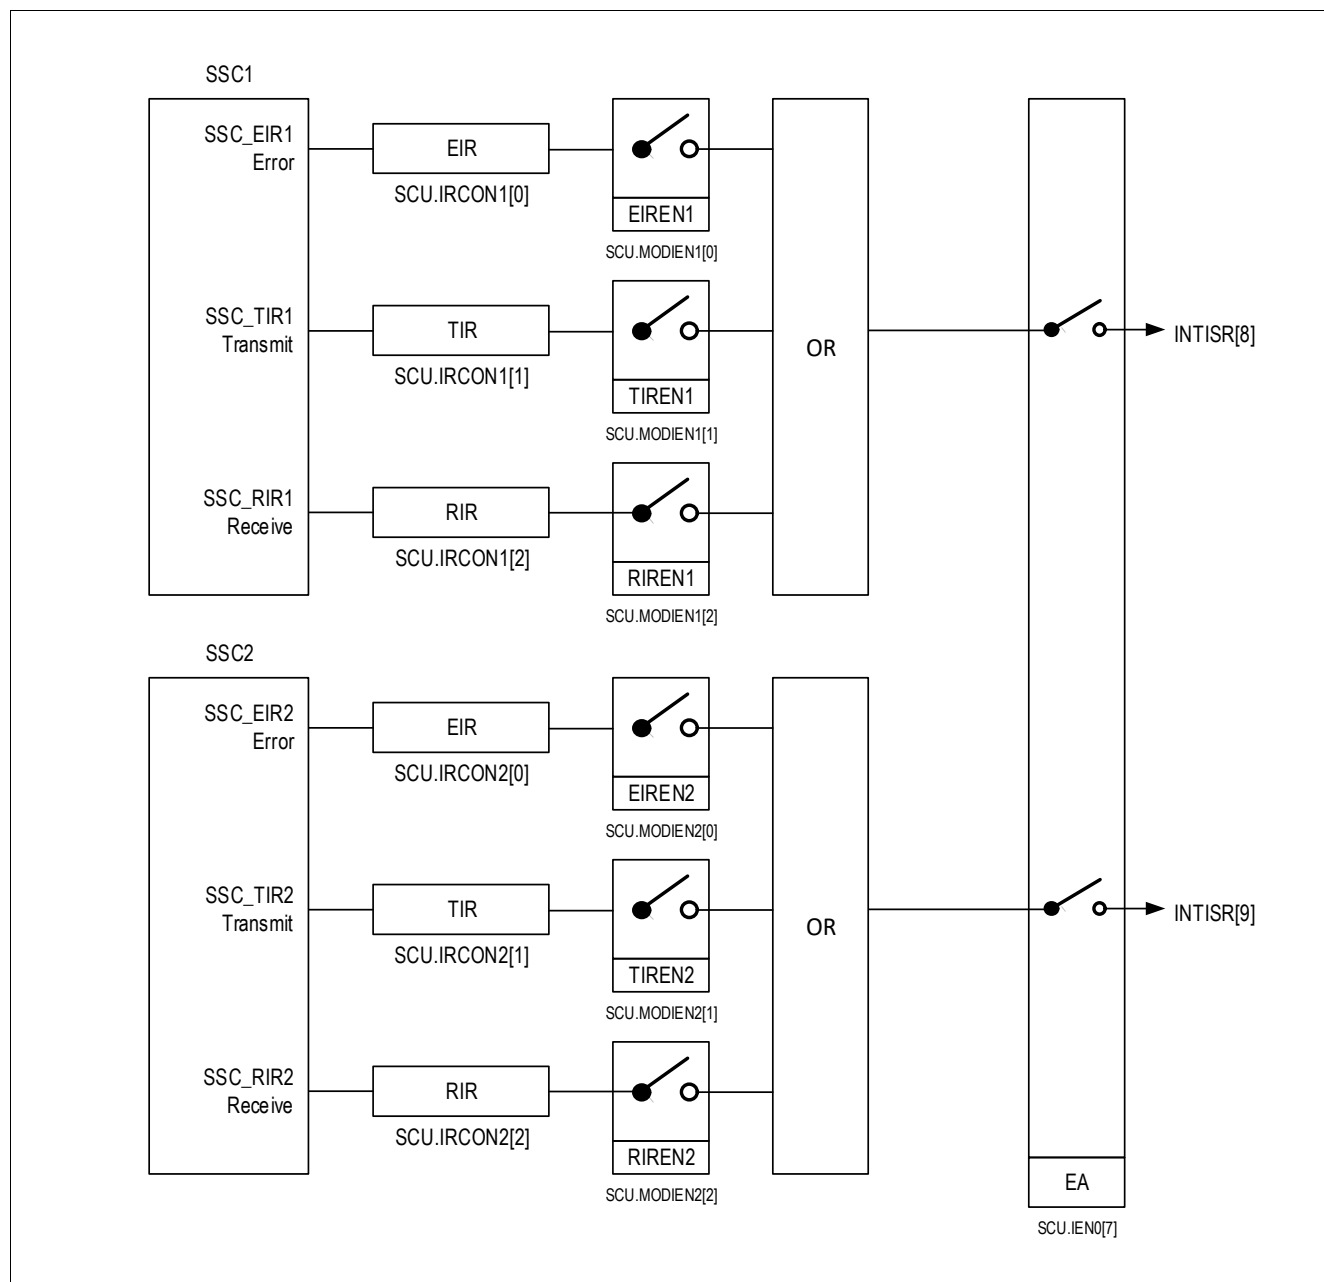 SSC1
SSC_EIR1
Error
EIR
SCU.IRCON1[0]
EIREN1
SCU.MODIEN1[0]
SSC_TIR1
Transmit
TIR
SCU.IRCON1[1]
TIREN1
SCU.MODIEN1[1]
OR
INTISR[8]
SSC_RIR1
Receive
RIR
SCU.IRCON1[2]
RIREN1
SCU.MODIEN1[2]
SSC2
SSC_EIR2
Error
EIR
SCU.IRCON2[0]
EIREN2
SCU.MODIEN2[0]
SSC_TIR2
Transmit
TIR
SCU.IRCON2[1]
TIREN2
SCU.MODIEN2[1]
OR
INTISR[9]
SSC_RIR2
Receive
RIR
SCU.IRCON2[2]
RIREN2
SCU.MODIEN2[2]
EA
SCU.IEN0[7]